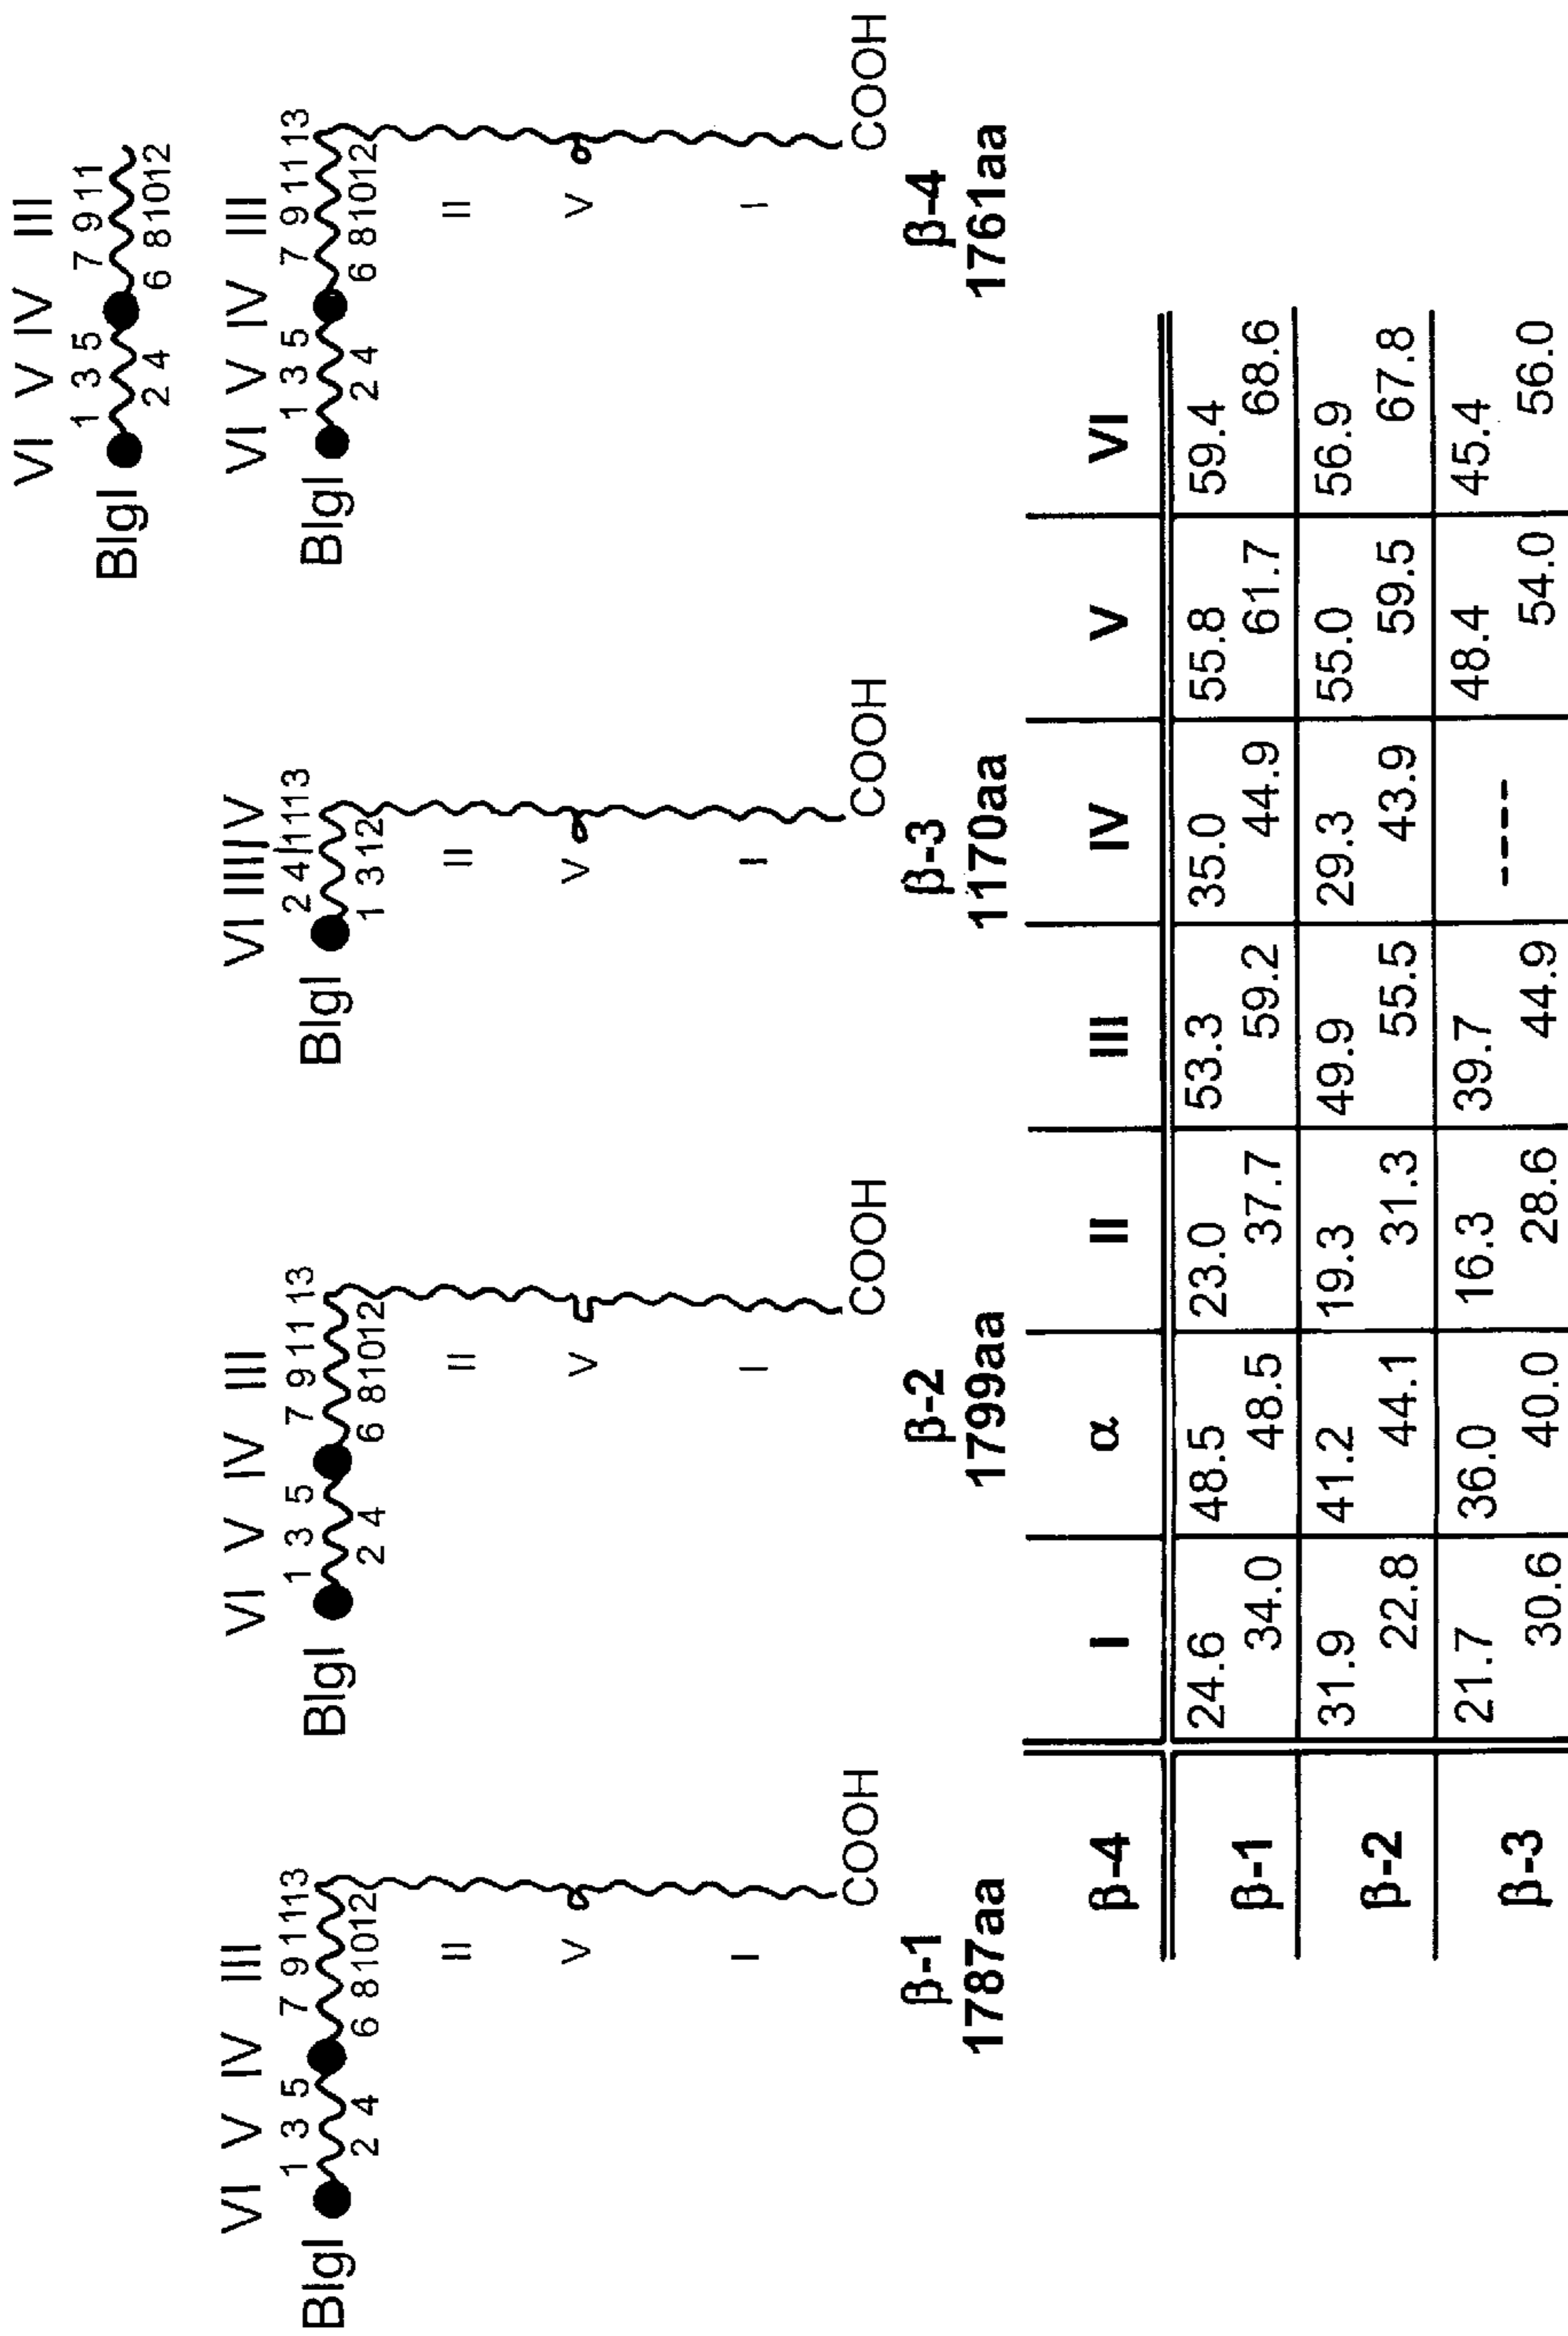 VI V IV III
1 3 5 7 9 11
BlgI
2 4 6 8 10 12
VI V IV III
1 3 5 7 9 11 13
BlgI
2 4 6 8 10 12
II
V
I
COOH
β-1
1787aa
VI V IV III
1 3 5 7 9 11 13
BlgI
2 4 6 8 10 12
II
V
I
COOH
β-2
1799aa
VI III/V
2 4/11 13
BlgI
1 3 12
II
V
I
COOH
β-3
1170aa
VI V IV III
1 3 5 7 9 11 13
BlgI
2 4 6 8 10 12
II
V
I
COOH
β-4
1761aa
β-4 I α II III IV V VI
24.6 48.5 23.0 53.3 35.0 55.8 59.4
β-1 34.0 48.5 37.7 59.2 44.9 61.7 68.6
31.9 41.2 19.3 49.9 29.3 55.0 56.9
β-2 22.8 44.1 31.3 55.5 43.9 59.5 67.8
21.7 36.0 16.3 39.7 ---- 48.4 45.4
β-3 30.6 40.0 28.6 44.9 54.0 56.0